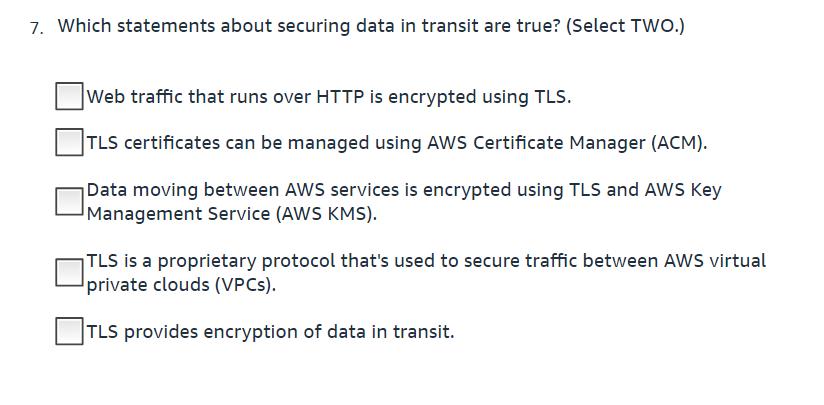 7. Which statements about securing data in transit are true? (Select TWO.)
Web traffic that runs over HTTP is encrypted using TLS.
TLS certificates can be managed using AWS Certificate Manager (ACM).
Data moving between AWS services is encrypted using TLS and AWS Key
Management Service (AWS KMS).
TLS is a proprietary protocol that's used to secure traffic between AWS virtual
private clouds (VPCs).
TLS provides encryption of data in transit.